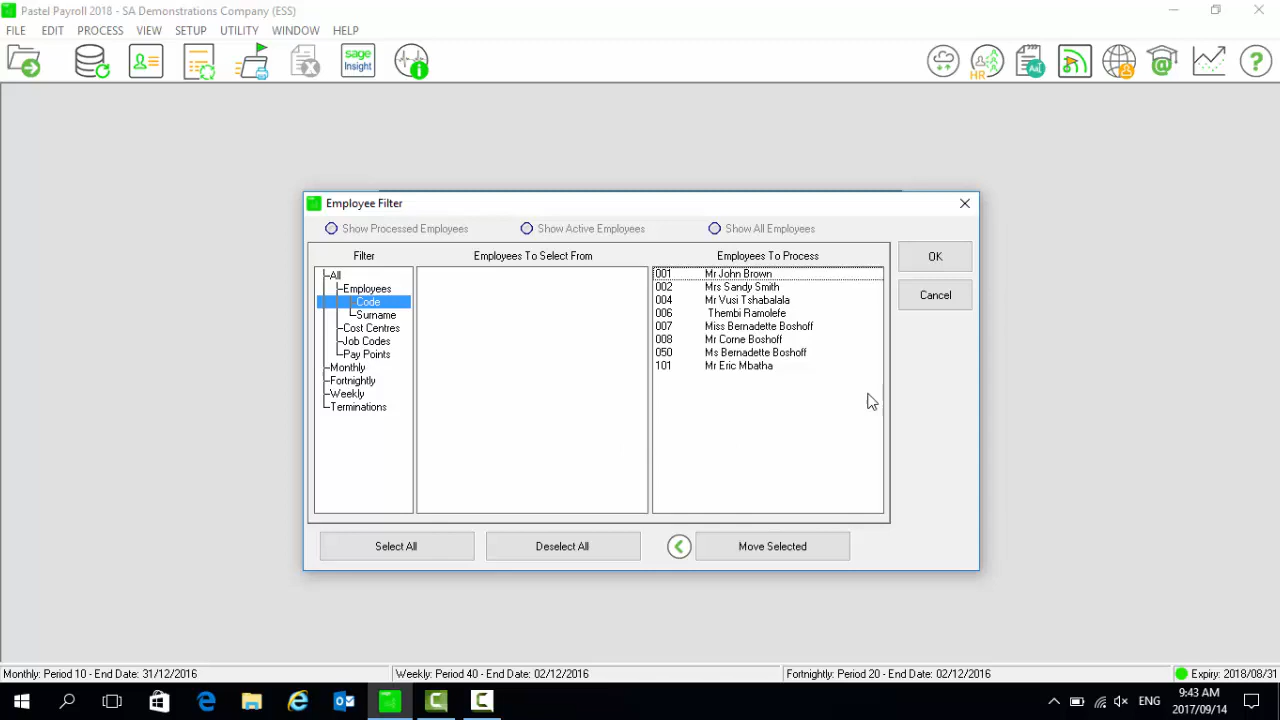 Pastel Payroll 2018 - SA Demonstrations Company (ESS)
FILE EDIT PROCESS VIEW SETUP UTILITY WINDOW HELP
sage Insight
HR
Employee Filter
Show Processed Employees Show Active Employees Show All Employees
Filter Employees To Select From Employees To Process
OK
Cancel
All
Employees
Code
Surname
Cost Centres
Job Codes
Pay Points
Monthly
Fortnightly
Weekly
Terminations
001 Mr John Brown
002 Mrs Sandy Smith
004 Mr Vusi Tshabalala
006 Thembi Ramolefe
007 Miss Bernadette Boshoff
008 Mr Corne Boshoff
050 Ms Bernadette Boshoff
101 Mr Eric Mbatha
Select All Deselect All Move Selected
Monthly: Period 10 - End Date: 31/12/2016 Weekly: Period 40 - End Date: 02/12/2016 Fortnightly: Period 20 - End Date: 02/12/2016 Expiry: 2018/08/31
ENG 9:43 AM
2017/09/14